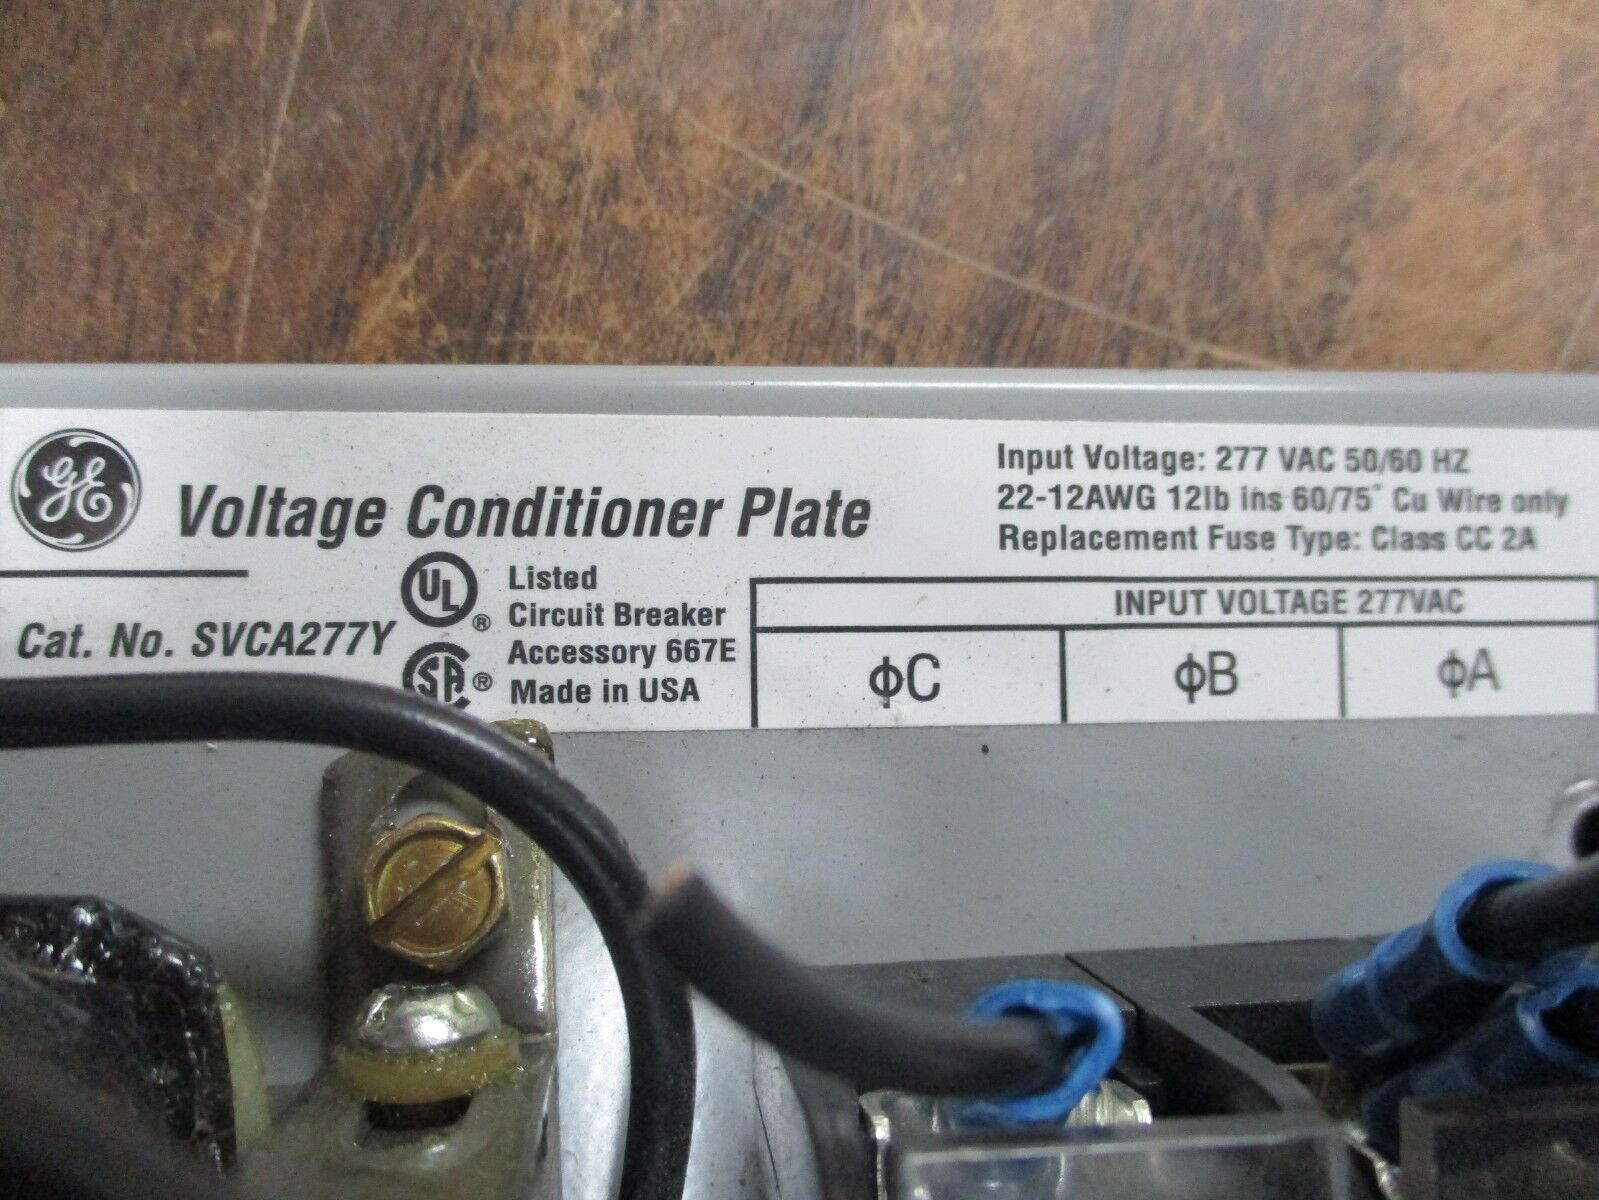 GE
Voltage Conditioner Plate
Cat. No. SVCA277Y
UL ®
SA ®
Listed
Circuit Breaker
Accessory 667E
Made in USA
Input Voltage: 277 VAC 50/60 HZ
22-12AWG 12lb ins 60/75° Cu Wire only
Replacement Fuse Type: Class CC 2A
INPUT VOLTAGE 277VAC
ϕC ϕB ϕA